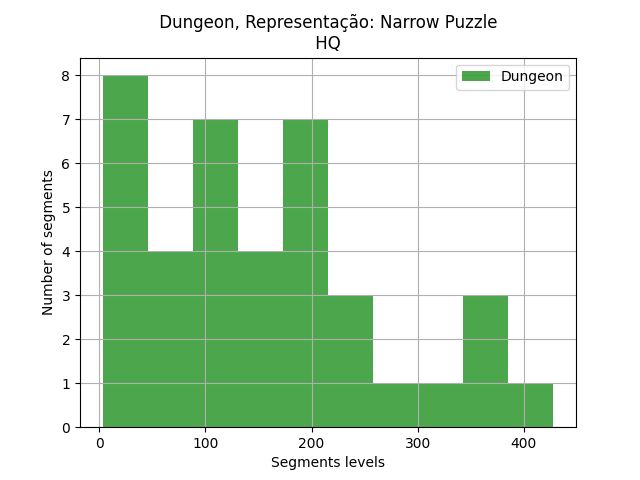 Dungeon, Representação: Narrow Puzzle
HQ
Dungeon
8
7
6
5
4
3
2
1
0
Number of segments
0 100 200 300 400
Segments levels